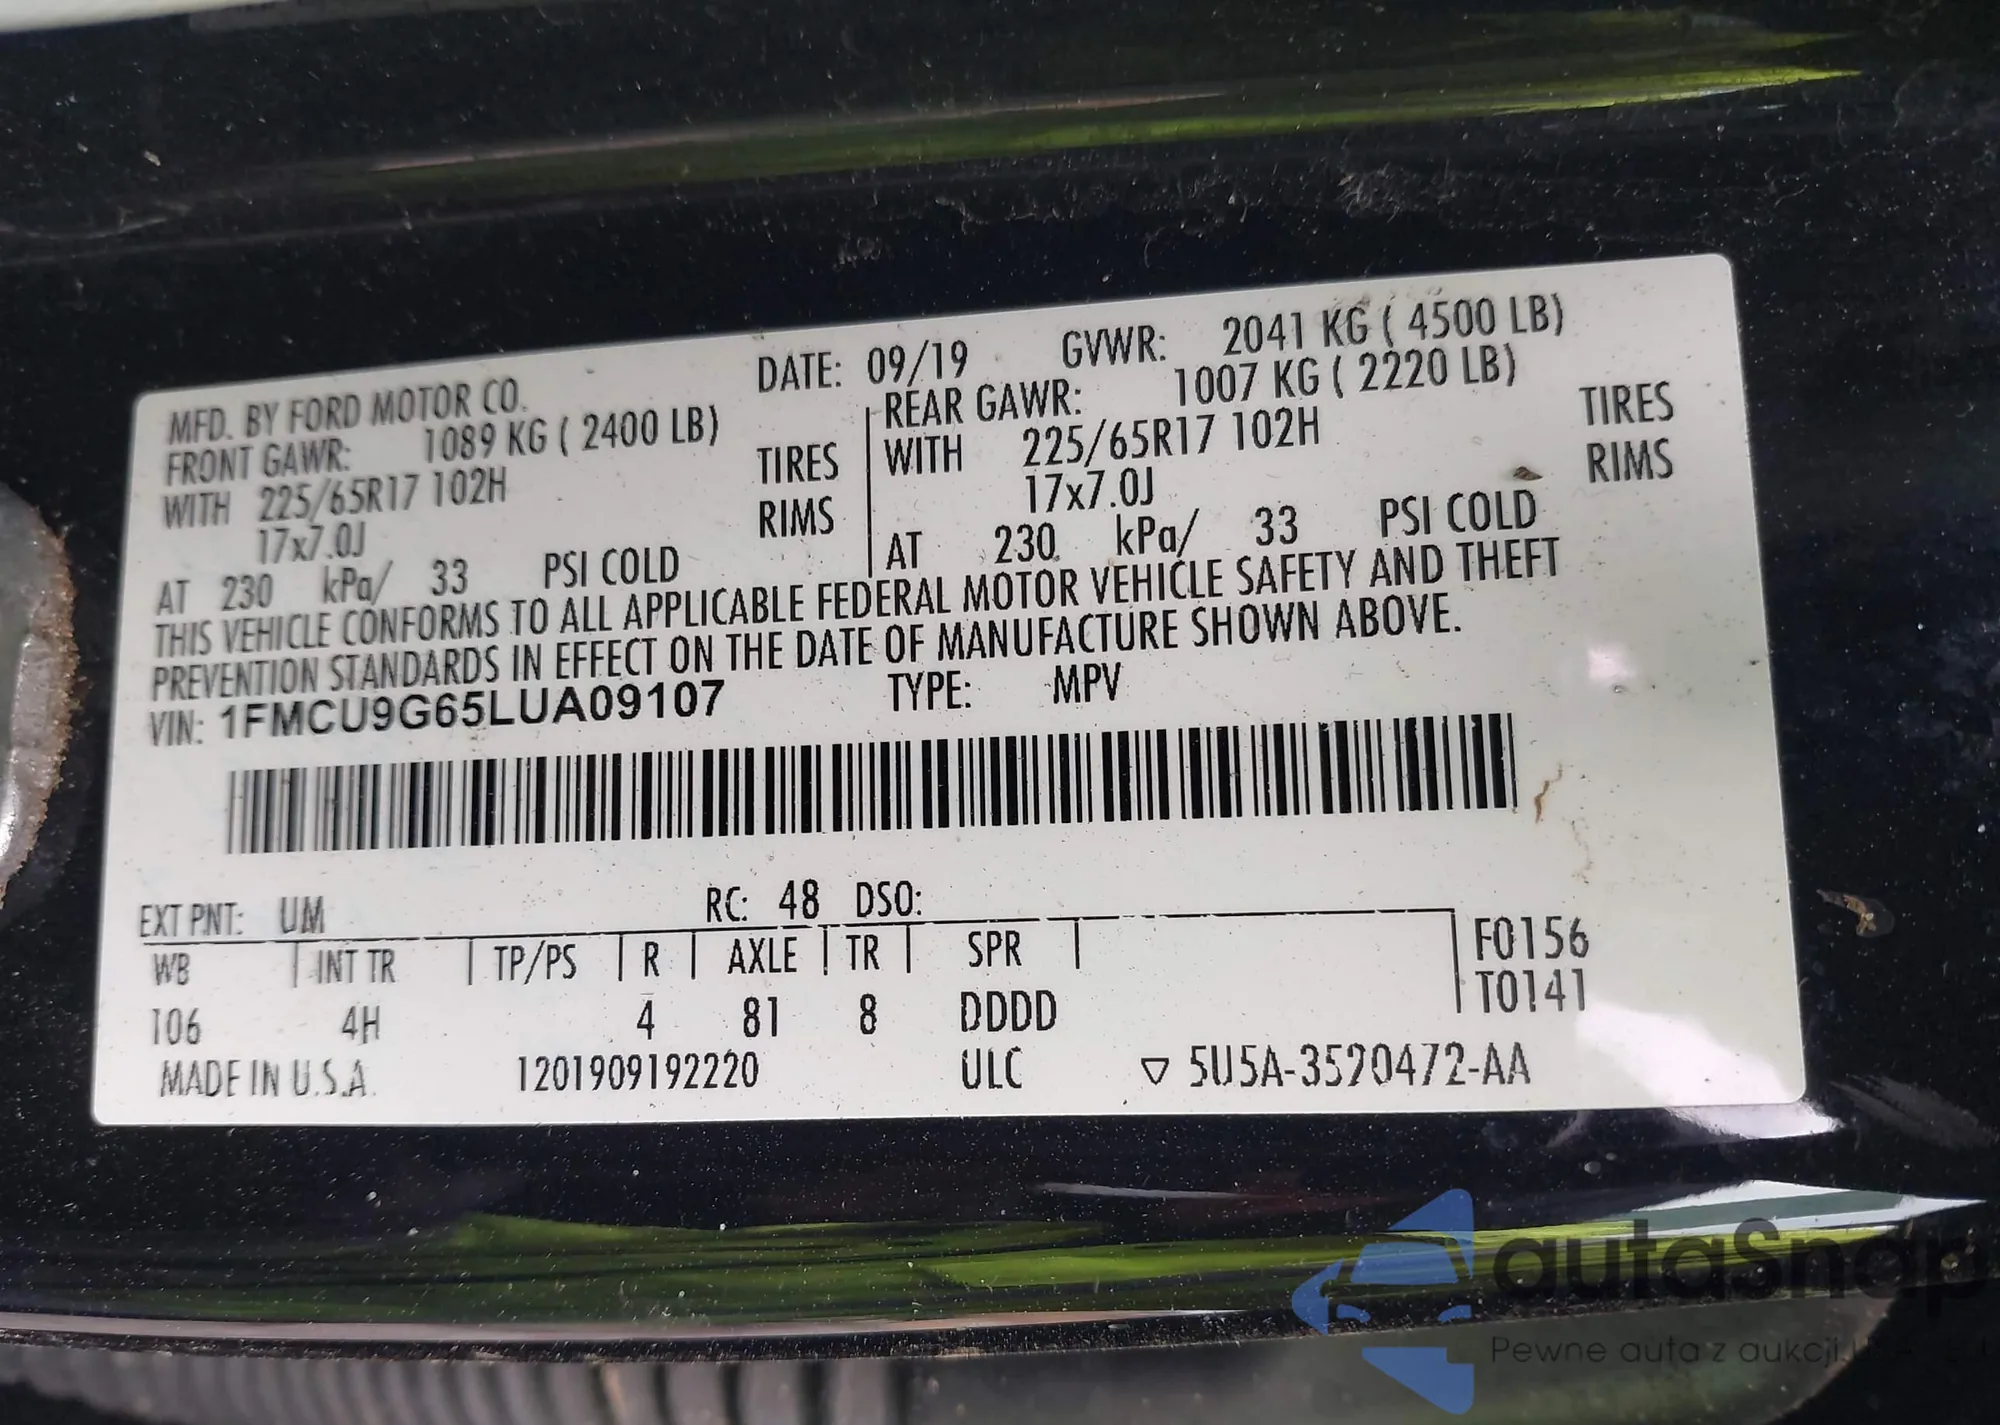 MFD. BY FORD MOTOR CO. DATE: 09/19 GVWR: 2041 KG ( 4500 LB)
FRONT GAWR: 1089 KG ( 2400 LB) REAR GAWR: 1007 KG ( 2220 LB)
WITH 225/65R17 102H TIRES WITH 225/65R17 102H TIRES
17x7.0J RIMS 17x7.0J RIMS
AT 230 kPa/ 33 PSI COLD AT 230 kPa/ 33 PSI COLD
THIS VEHICLE CONFORMS TO ALL APPLICABLE FEDERAL MOTOR VEHICLE SAFETY AND THEFT
PREVENTION STANDARDS IN EFFECT ON THE DATE OF MANUFACTURE SHOWN ABOVE.
VIN: 1FMCU9G65LUA09107 TYPE: MPV
EXT PNT: UM RC: 48 DSO:
WB INT TR TP/PS R AXLE TR SPR F0156
106 4H 4 81 8 DDDD T0141
MADE IN U.S.A. 1201909192220 ULC ▽ 5U5A-3520472-AA
autaSnap
Pewne auta z aukcji